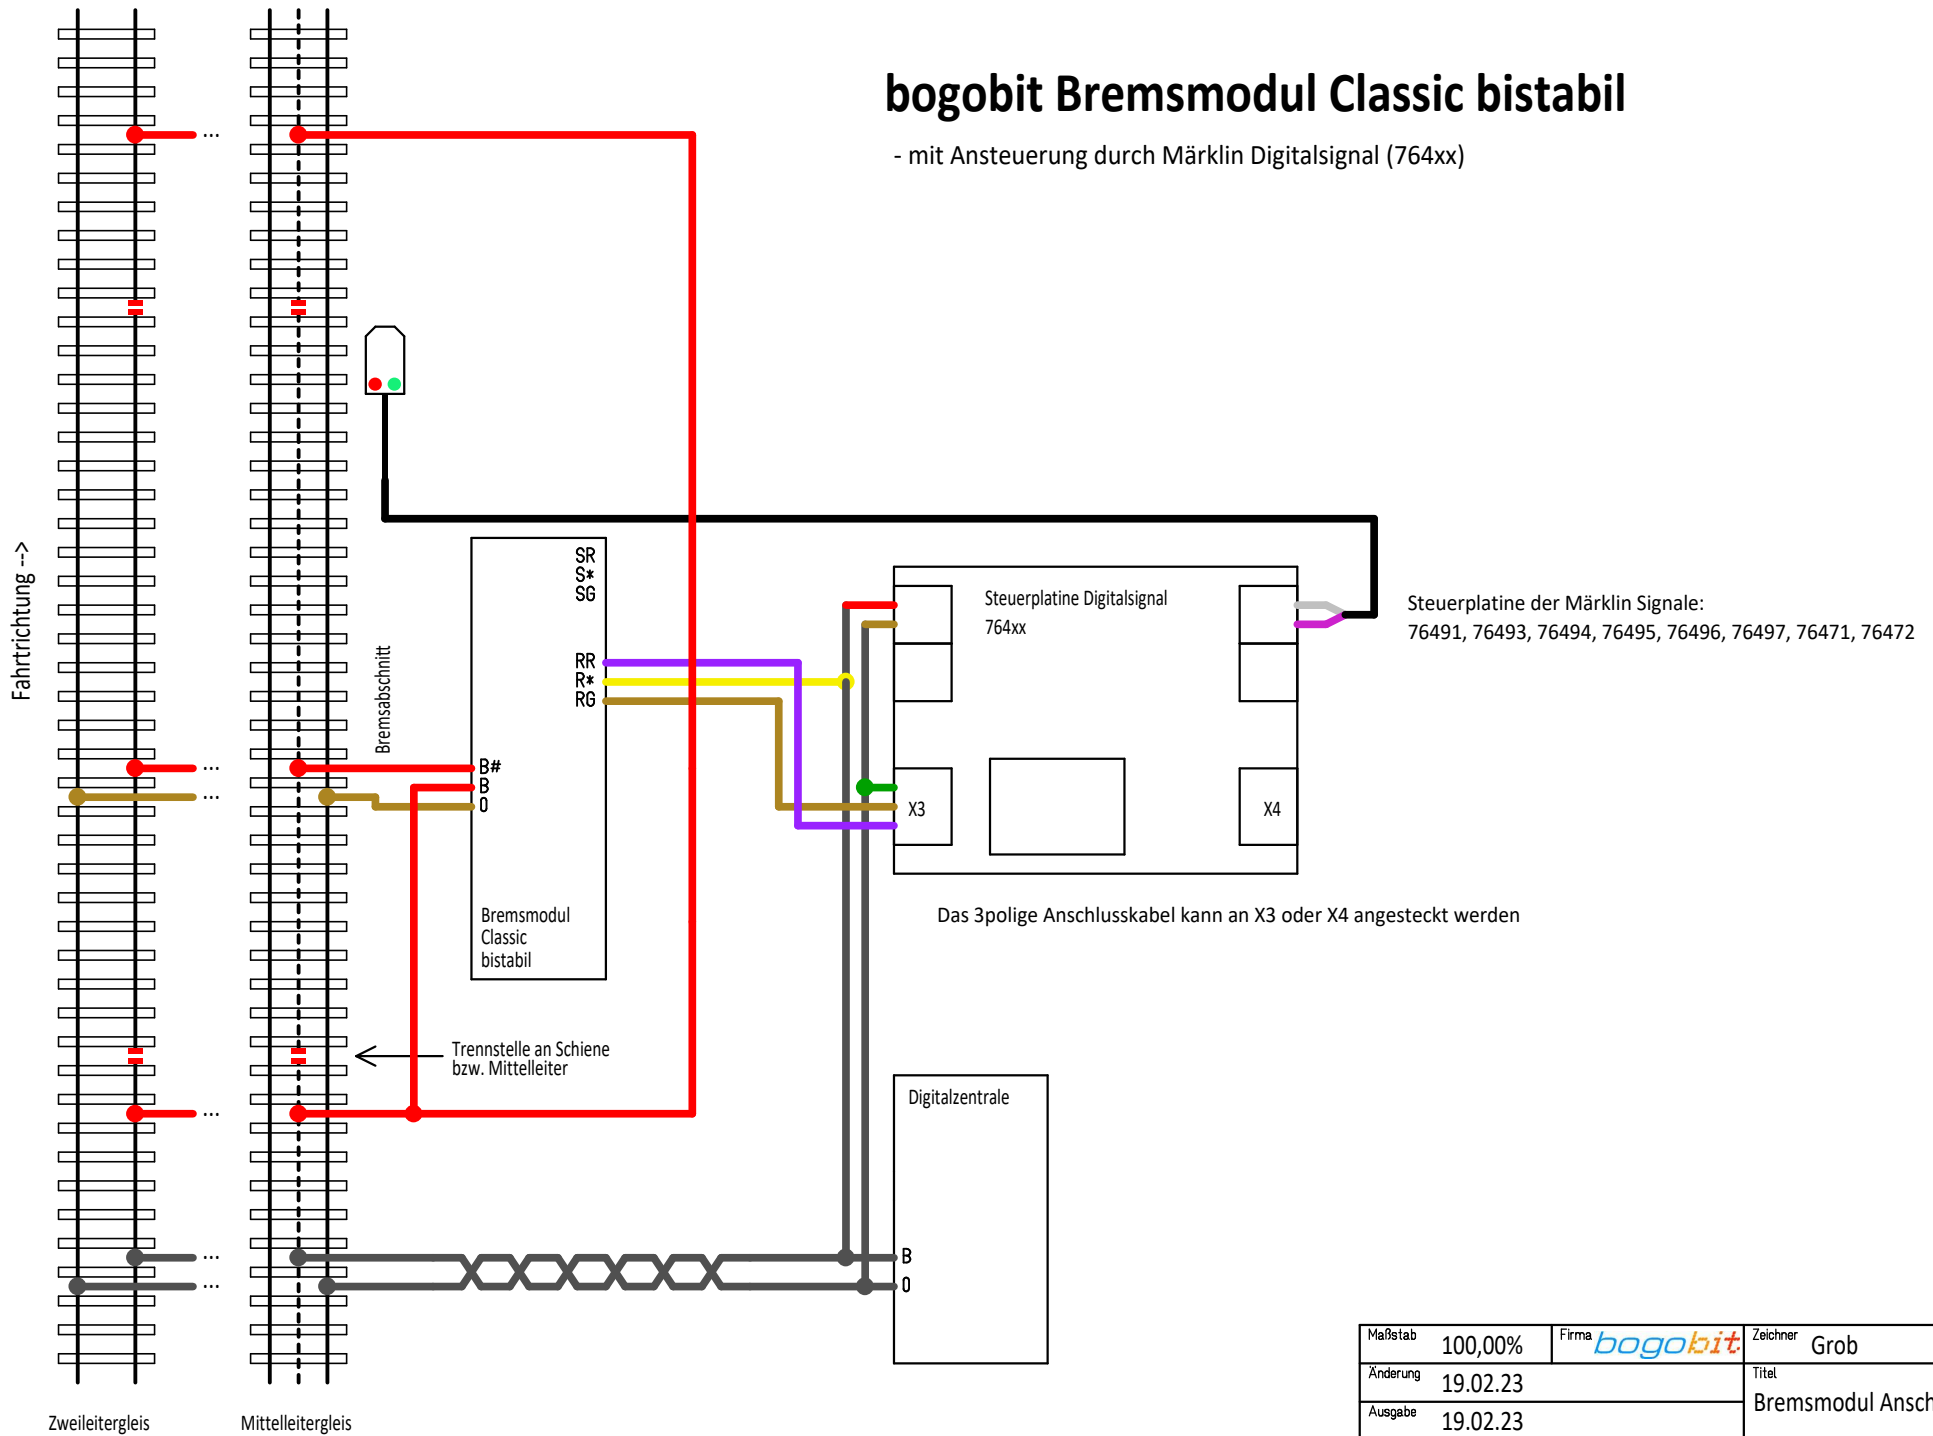 bogobit Bremsmodul Classic bistabil
- mit Ansteuerung durch Märklin Digitalsignal (764xx)
...
Fahrtrichtung -->
SR
S*
SG
RR
R*
RG
Bremsabschnitt
Steuerplatine Digitalsignal
764xx
Steuerplatine der Märklin Signale:
76491, 76493, 76494, 76495, 76496, 76497, 76471, 76472
...
...
B#
B
0
X3
X4
Bremsmodul
Classic
bistabil
Das 3polige Anschlusskabel kann an X3 oder X4 angesteckt werden
Trennstelle an Schiene
bzw. Mittelleiter
...
Digitalzentrale
...
...
B
0
Zweileitergleis
Mittelleitergleis
Maßstab 100,00%
Firma bogobit
Zeichner Grob
Änderung 19.02.23
Titel
Bremsmodul Ansch
Ausgabe 19.02.23